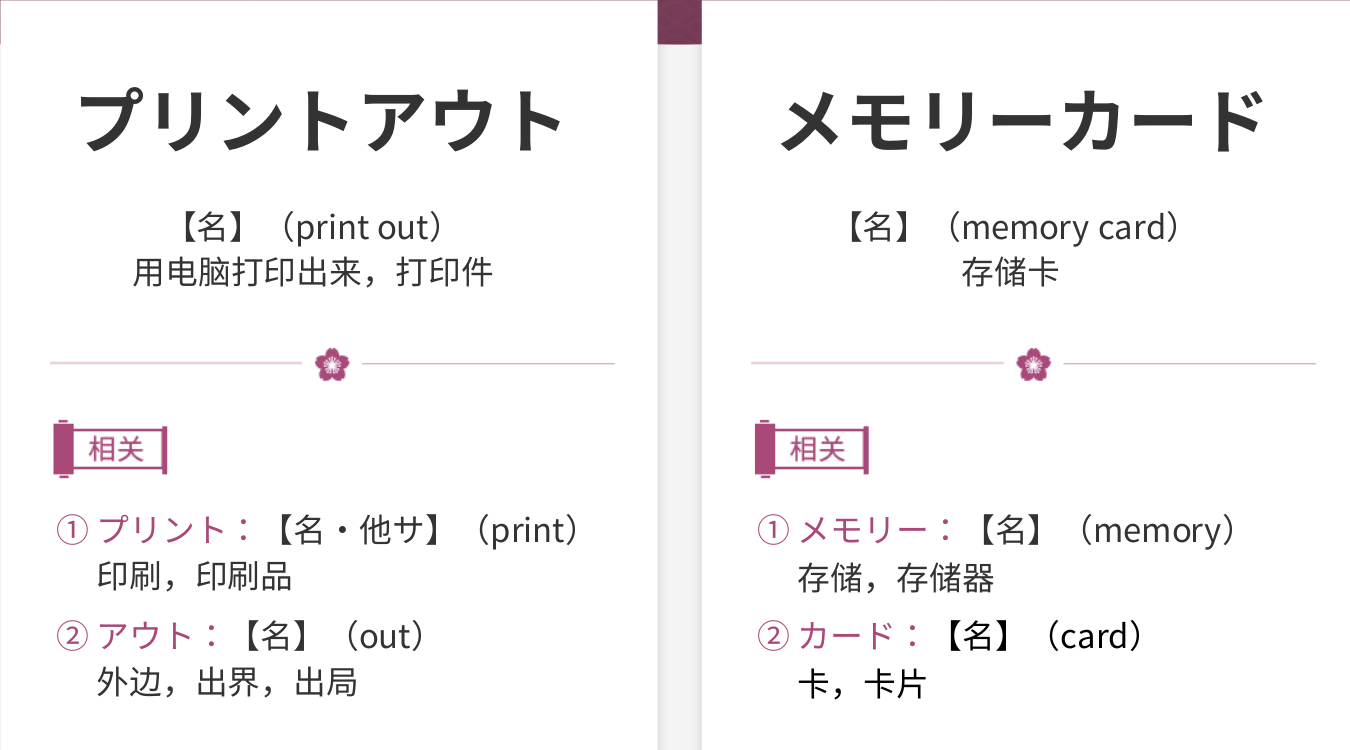 プリントアウト
【名】（print out）
用电脑打印出来，打印件
相关
① プリント：【名・他サ】（print）
印刷，印刷品
② アウト：【名】（out）
外边，出界，出局
メモリーカード
【名】（memory card）
存储卡
相关
① メモリー：【名】（memory）
存储，存储器
② カード：【名】（card）
卡，卡片